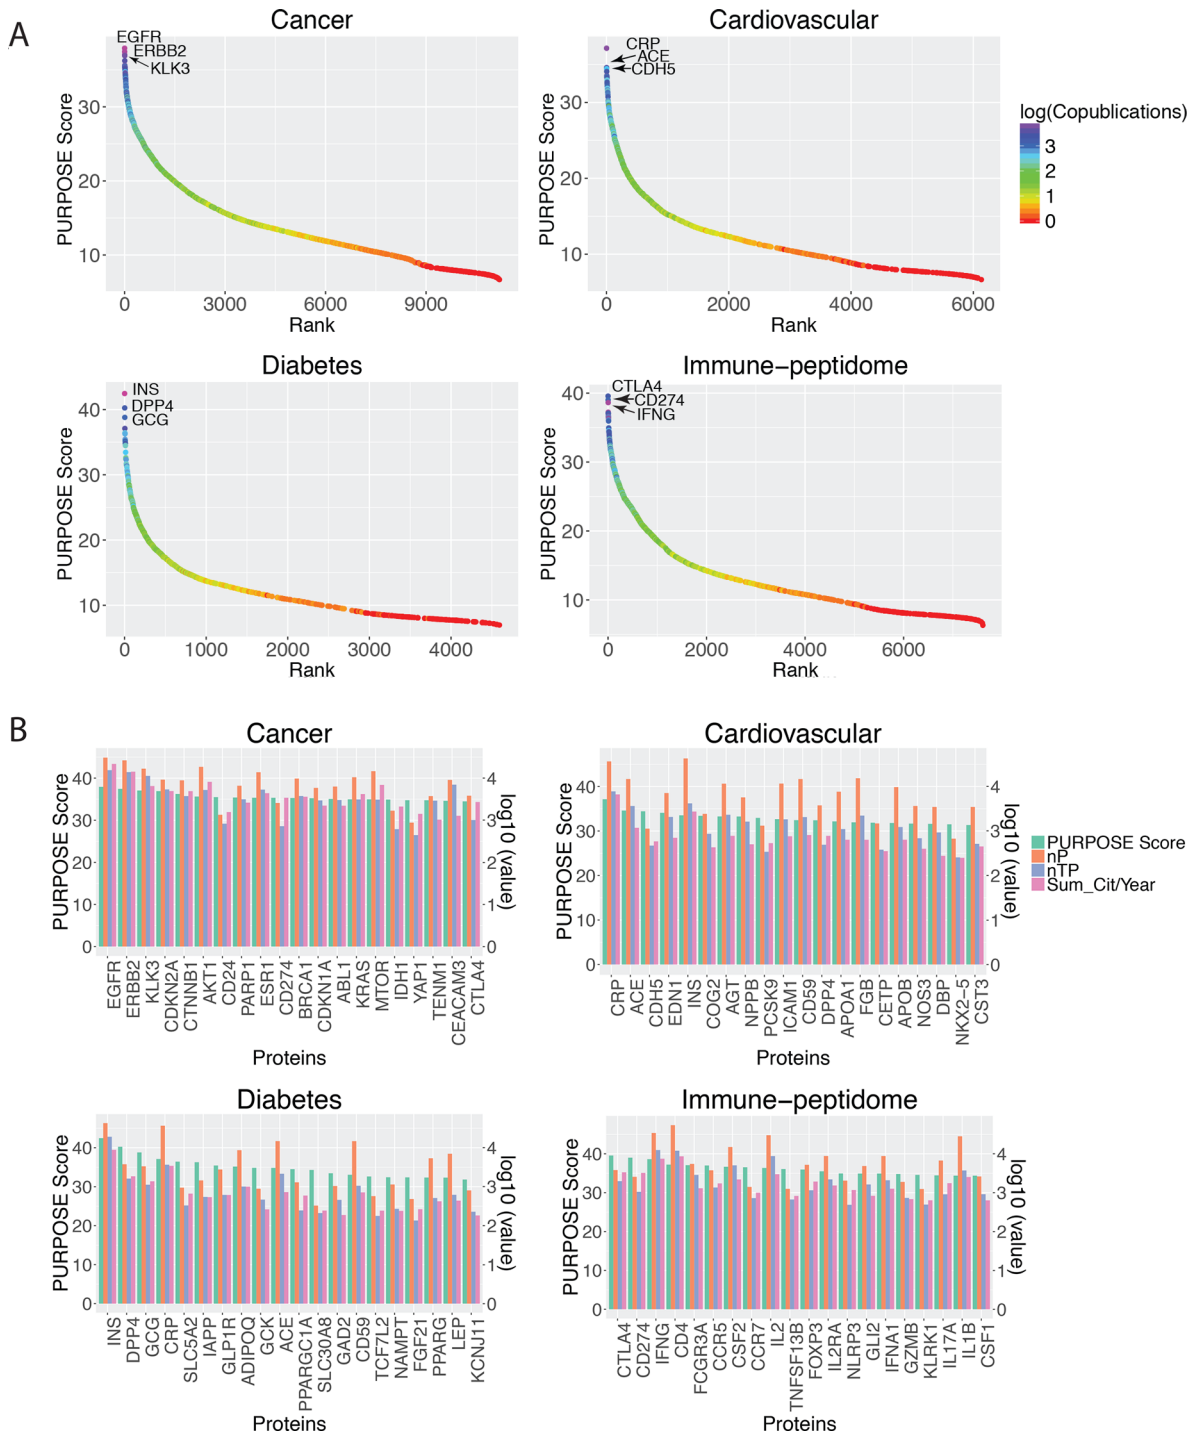 A
Cancer
EGFR
ERBB2
KLK3
PURPOSE Score
30
20
10
0
3000
6000
9000
Rank
Cardiovascular
CRP
ACE
CDH5
PURPOSE Score
30
20
10
0
2000
4000
6000
Rank
log(Copublications)
3
2
1
0
Diabetes
INS
DPP4
GCG
PURPOSE Score
40
30
20
10
0
1000
2000
3000
4000
Rank
Immune−peptidome
CTLA4
CD274
IFNG
PURPOSE Score
40
30
20
10
0
2000
4000
6000
Rank
B
Cancer
PURPOSE Score
40
30
20
10
0
4
3
2
1
0
log10 (value)
EGFR
ERBB2
KLK3
CDKN2A
CTNNB1
AKT1
CD24
PARP1
ESR1
CD274
BRCA1
CDKN1A
ABL1
KRAS
MTOR
IDH1
YAP1
TENM1
CEACAM3
CTLA4
Proteins
Cardiovascular
PURPOSE Score
40
30
20
10
0
4
3
2
1
0
log10 (value)
CRP
ACE
CDH5
EDN1
INS
COG2
AGT
NPPB
PCSK9
ICAM1
CD59
DPP4
APOA1
FGB
CETP
APOB
NOS3
DBP
NKX2−5
CST3
Proteins
PURPOSE Score
nP
nTP
Sum_Cit/Year
Diabetes
PURPOSE Score
40
30
20
10
0
4
3
2
1
0
log10 (value)
INS
DPP4
GCG
CRP
SLC5A2
IAPP
GLP1R
ADIPOQ
GCK
ACE
PPARGC1A
SLC30A8
GAD2
CD59
TCF7L2
NAMPT
FGF21
PPARG
LEP
KCNJ11
Proteins
Immune−peptidome
PURPOSE Score
40
30
20
10
0
4
3
2
1
0
log10 (value)
CTLA4
CD274
IFNG
CD4
FCGR3A
CCR5
CSF2
CCR7
IL2
TNFSF13B
FOXP3
IL2RA
NLRP3
GLI2
IFNA1
GZMB
KLRK1
IL17A
IL1B
CSF1
Proteins